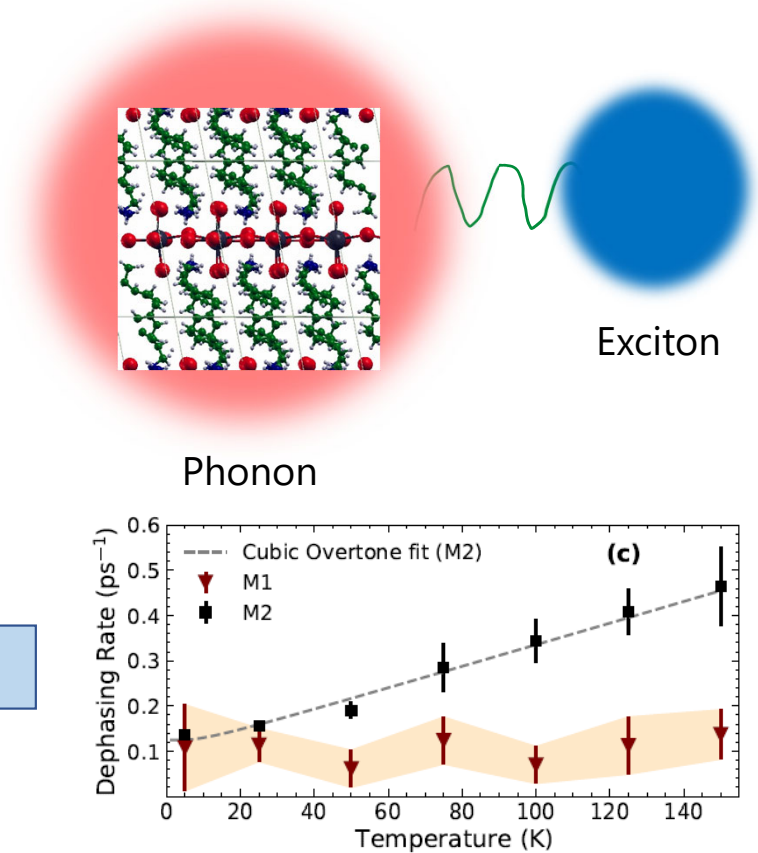 Exciton
Phonon
Dephasing Rate (ps⁻¹)
0.6
0.5
0.4
0.3
0.2
0.1
Cubic Overtone fit (M2)
M1
M2
(c)
0 20 40 60 80 100 120 140
Temperature (K)